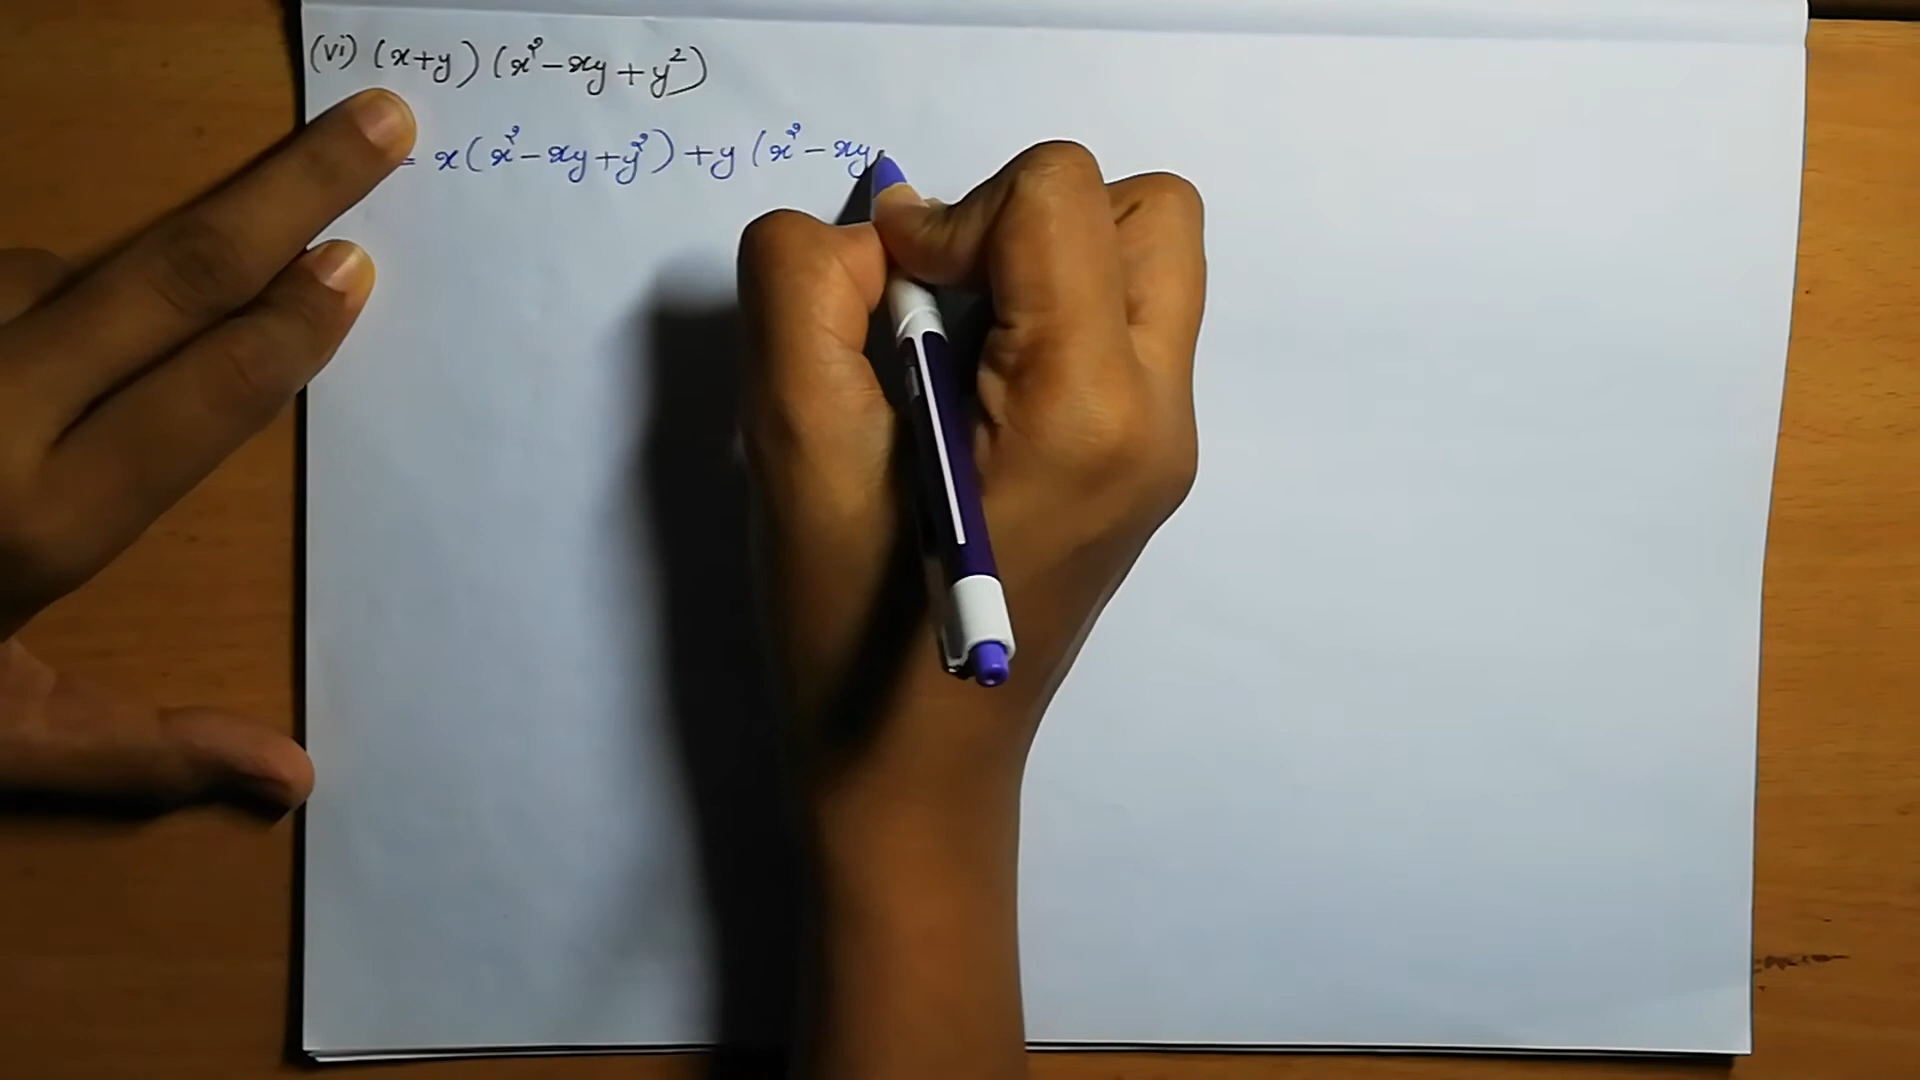 (vi) (x+y) (x² - xy + y²)
= x(x² - xy + y²) + y (x² - xy